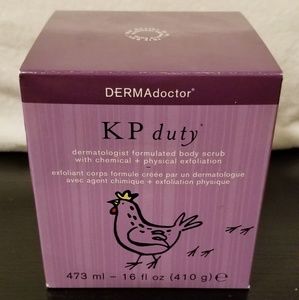 DERMAdoctor®
KP duty®
dermatologist formulated body scrub
with chemical + physical exfoliation
exfoliant corps formule créée par un dermatologue
avec agent chimique + exfoliation physique
473 ml – 16 fl oz (410 g) ℮